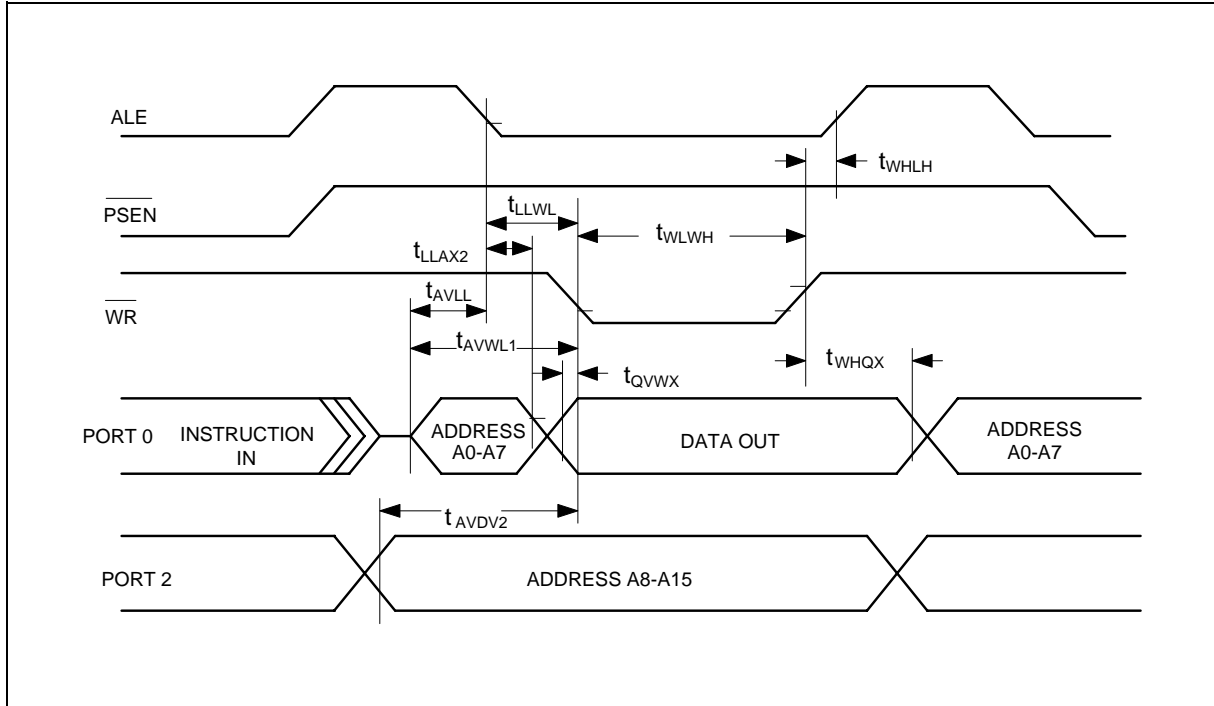 ALE
tWHLH
PSEN
tLLWL
tWLWH
tLLAX2
tAVLL
WR
tAVWL1
tWHQX
tQVWX
PORT 0
INSTRUCTION
IN
ADDRESS
A0-A7
DATA OUT
ADDRESS
A0-A7
t AVDV2
PORT 2
ADDRESS A8-A15